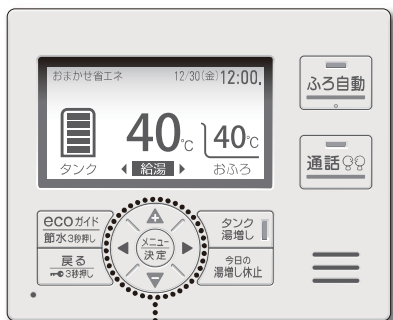 おまかせ省エネ 12/30(金) 12:00
タンク
40℃
40℃
給湯
おふろ
ふろ自動
通話
ecoガイド
節水3秒押し
戻る
3秒押し
メニュー
決定
タンク
湯増し
今日の
湯増し休止